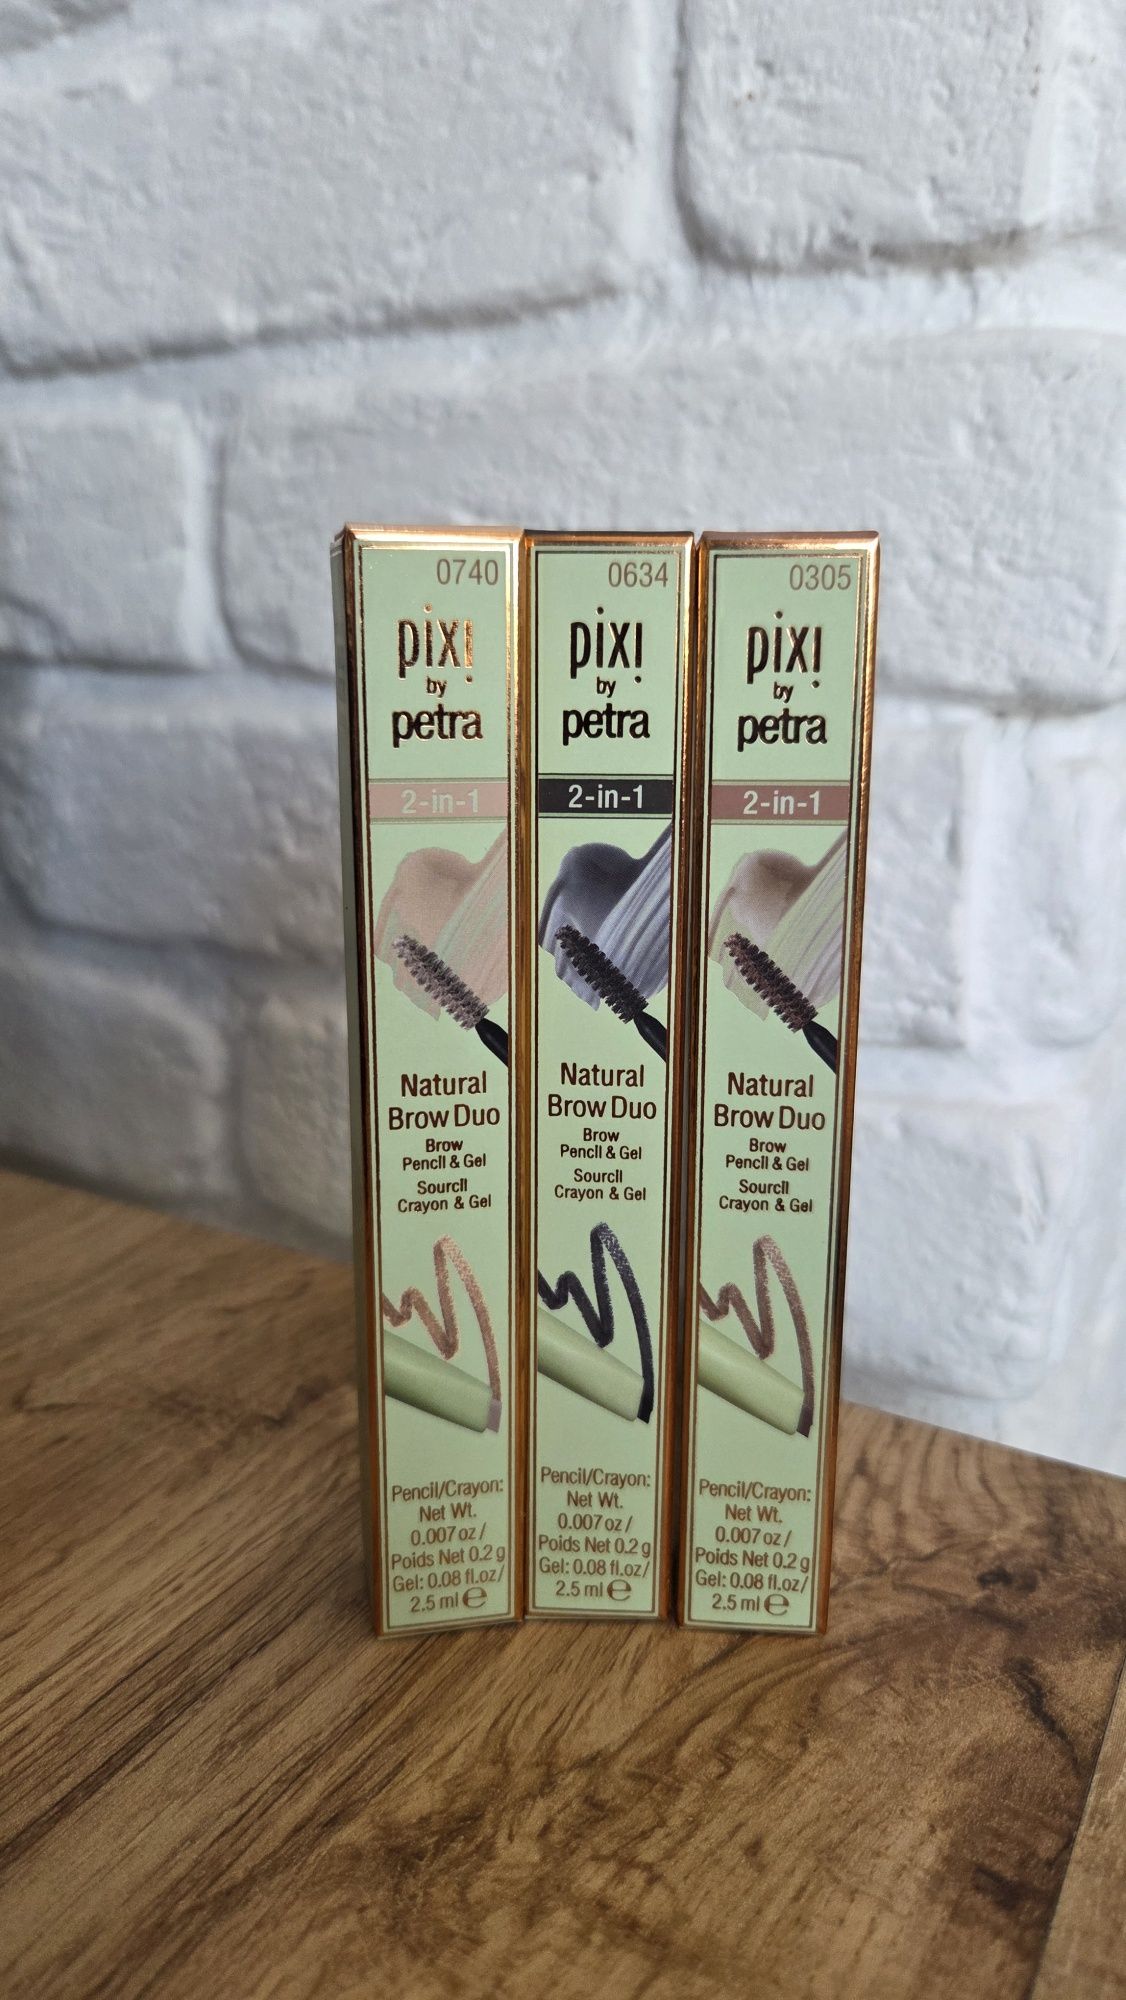 0740
pixi
by
petra
2-in-1
Natural
Brow Duo
Brow
Pencil & Gel
Sourcil
Crayon & Gel
Pencil/Crayon:
Net Wt.
0.007 oz /
Poids Net 0.2 g
Gel: 0.08 fl.oz/
2.5 ml ℮
0634
pixi
by
petra
2-in-1
Natural
Brow Duo
Brow
Pencil & Gel
Sourcil
Crayon & Gel
Pencil/Crayon:
Net Wt.
0.007 oz /
Poids Net 0.2 g
Gel: 0.08 fl.oz/
2.5 ml ℮
0305
pixi
by
petra
2-in-1
Natural
Brow Duo
Brow
Pencil & Gel
Sourcil
Crayon & Gel
Pencil/Crayon:
Net Wt.
0.007 oz /
Poids Net 0.2 g
Gel: 0.08 fl.oz/
2.5 ml ℮